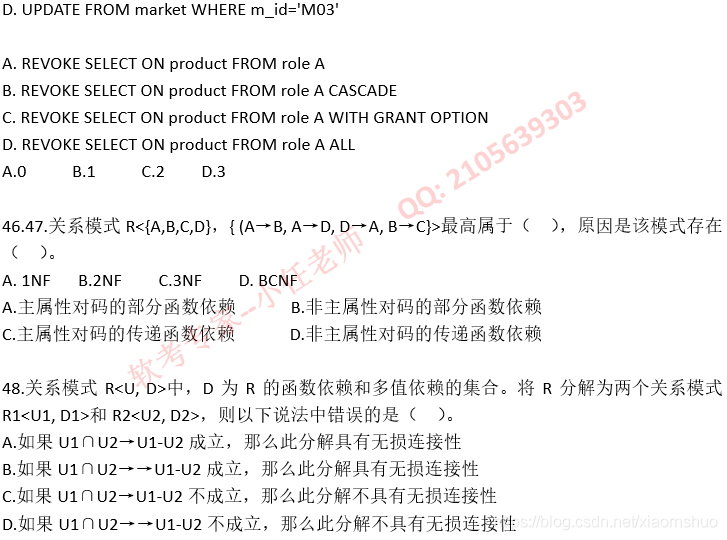 D. UPDATE FROM market WHERE m_id='M03'
A. REVOKE SELECT ON product FROM role A
B. REVOKE SELECT ON product FROM role A CASCADE
C. REVOKE SELECT ON product FROM role A WITH GRANT OPTION
D. REVOKE SELECT ON product FROM role A ALL
A.0 B.1 C.2 D.3
46.47.关系模式 R<{A,B,C,D}，{ (A→B, A→D, D→A, B→C}>最高属于（ ），原因是该模式存在
（ ）。
A. 1NF B.2NF C.3NF D. BCNF
A.主属性对码的部分函数依赖 B.非主属性对码的部分函数依赖
C.主属性对码的传递函数依赖 D.非主属性对码的传递函数依赖
48.关系模式 R<U, D>中，D 为 R 的函数依赖和多值依赖的集合。将 R 分解为两个关系模式
R1<U1, D1>和 R2<U2, D2>，则以下说法中错误的是（ ）。
A.如果 U1∩U2→U1-U2 成立，那么此分解具有无损连接性
B.如果 U1∩U2→→U1-U2 成立，那么此分解具有无损连接性
C.如果 U1∩U2→U1-U2 不成立，那么此分解不具有无损连接性
D.如果 U1∩U2→→U1-U2 不成立，那么此分解不具有无损连接性
软考专家--小任老师 QQ: 2105639303
https://blog.csdn.net/xiaomshuo